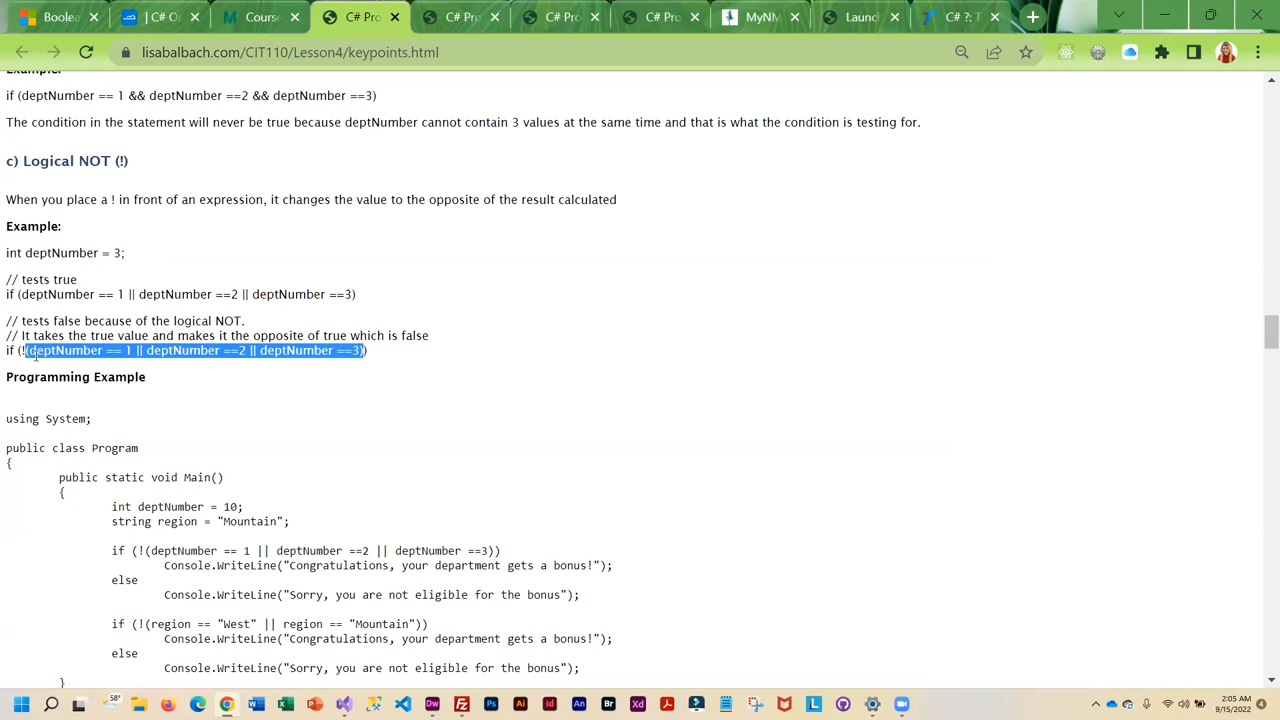 Boolea
| C# O
Course
C# Pro
C# Pro
C# Pro
C# Pro
MyNM
Launc
C# ?: T
lisabalbach.com/CIT110/Lesson4/keypoints.html
Example:
if (deptNumber == 1 && deptNumber ==2 && deptNumber ==3)
The condition in the statement will never be true because deptNumber cannot contain 3 values at the same time and that is what the condition is testing for.
c) Logical NOT (!)
When you place a ! in front of an expression, it changes the value to the opposite of the result calculated
Example:
int deptNumber = 3;
// tests true
if (deptNumber == 1 || deptNumber ==2 || deptNumber ==3)
// tests false because of the logical NOT.
// It takes the true value and makes it the opposite of true which is false
if (!(deptNumber == 1 || deptNumber ==2 || deptNumber ==3))
Programming Example
using System;
public class Program
{
public static void Main()
{
int deptNumber = 10;
string region = "Mountain";
if (!(deptNumber == 1 || deptNumber ==2 || deptNumber ==3))
Console.WriteLine("Congratulations, your department gets a bonus!");
else
Console.WriteLine("Sorry, you are not eligible for the bonus");
if (!(region == "West" || region == "Mountain"))
Console.WriteLine("Congratulations, your department gets a bonus!");
else
Console.WriteLine("Sorry, you are not eligible for the bonus");
}
58°
2:05 AM
9/15/2022